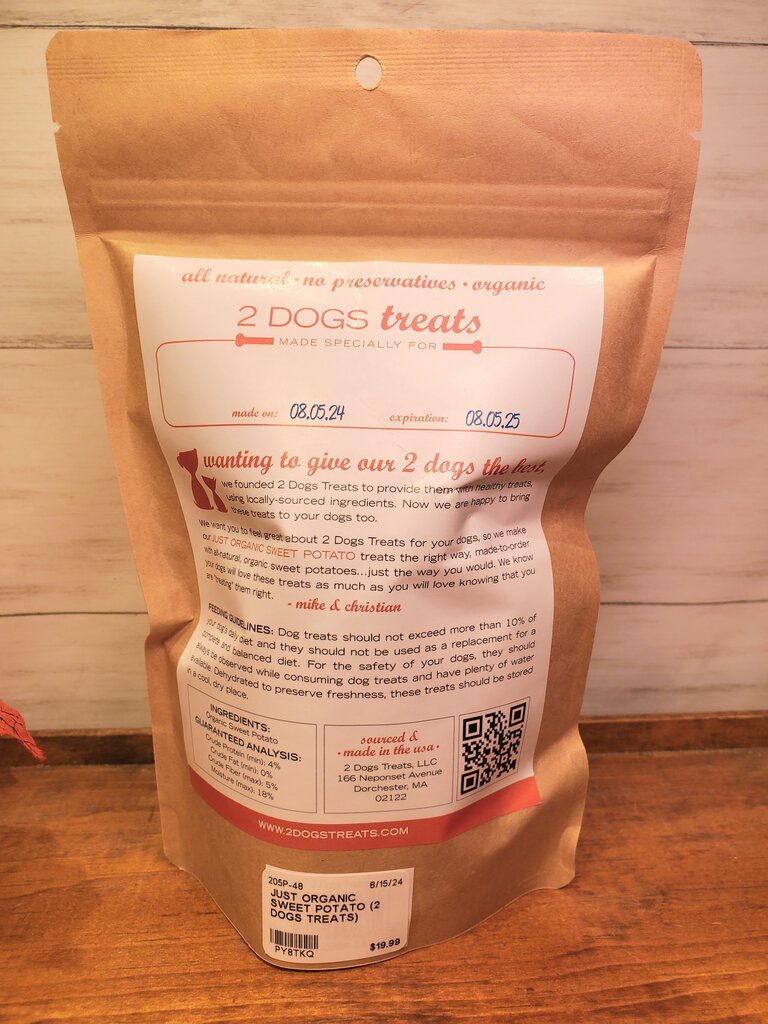 all natural • no preservatives • organic
2 DOGS treats
MADE SPECIALLY FOR
made on: 08.05.24 expiration: 08.05.25
wanting to give our 2 dogs the best,
we founded 2 Dogs Treats to provide them with healthy treats,
using locally-sourced ingredients. Now we are happy to bring
these treats to your dogs too.
We want you to feel great about 2 Dogs Treats for your dogs, so we make
our JUST ORGANIC SWEET POTATO treats the right way, made-to-order
with all-natural, organic sweet potatoes...just the way you would. We know
your dogs will love these treats as much as you will love knowing that you
are "treating" them right.
- mike & christian
FEEDING GUIDELINES: Dog treats should not exceed more than 10% of
your dog's daily diet and they should not be used as a replacement for a
complete and balanced diet. For the safety of your dogs, they should
always be observed while consuming dog treats and have plenty of water
available. Dehydrated to preserve freshness, these treats should be stored
in a cool, dry place.
INGREDIENTS:
Organic Sweet Potato
GUARANTEED ANALYSIS:
Crude Protein (min): 4%
Crude Fat (min): 0%
Crude Fiber (max): 5%
Moisture (max): 18%
sourced &
• made in the usa •
2 Dogs Treats, LLC
166 Neponset Avenue
Dorchester, MA
02122
WWW.2DOGSTREATS.COM
205P-48 8/15/24
JUST ORGANIC
SWEET POTATO (2
DOGS TREATS)
PY8TKQ $19.99